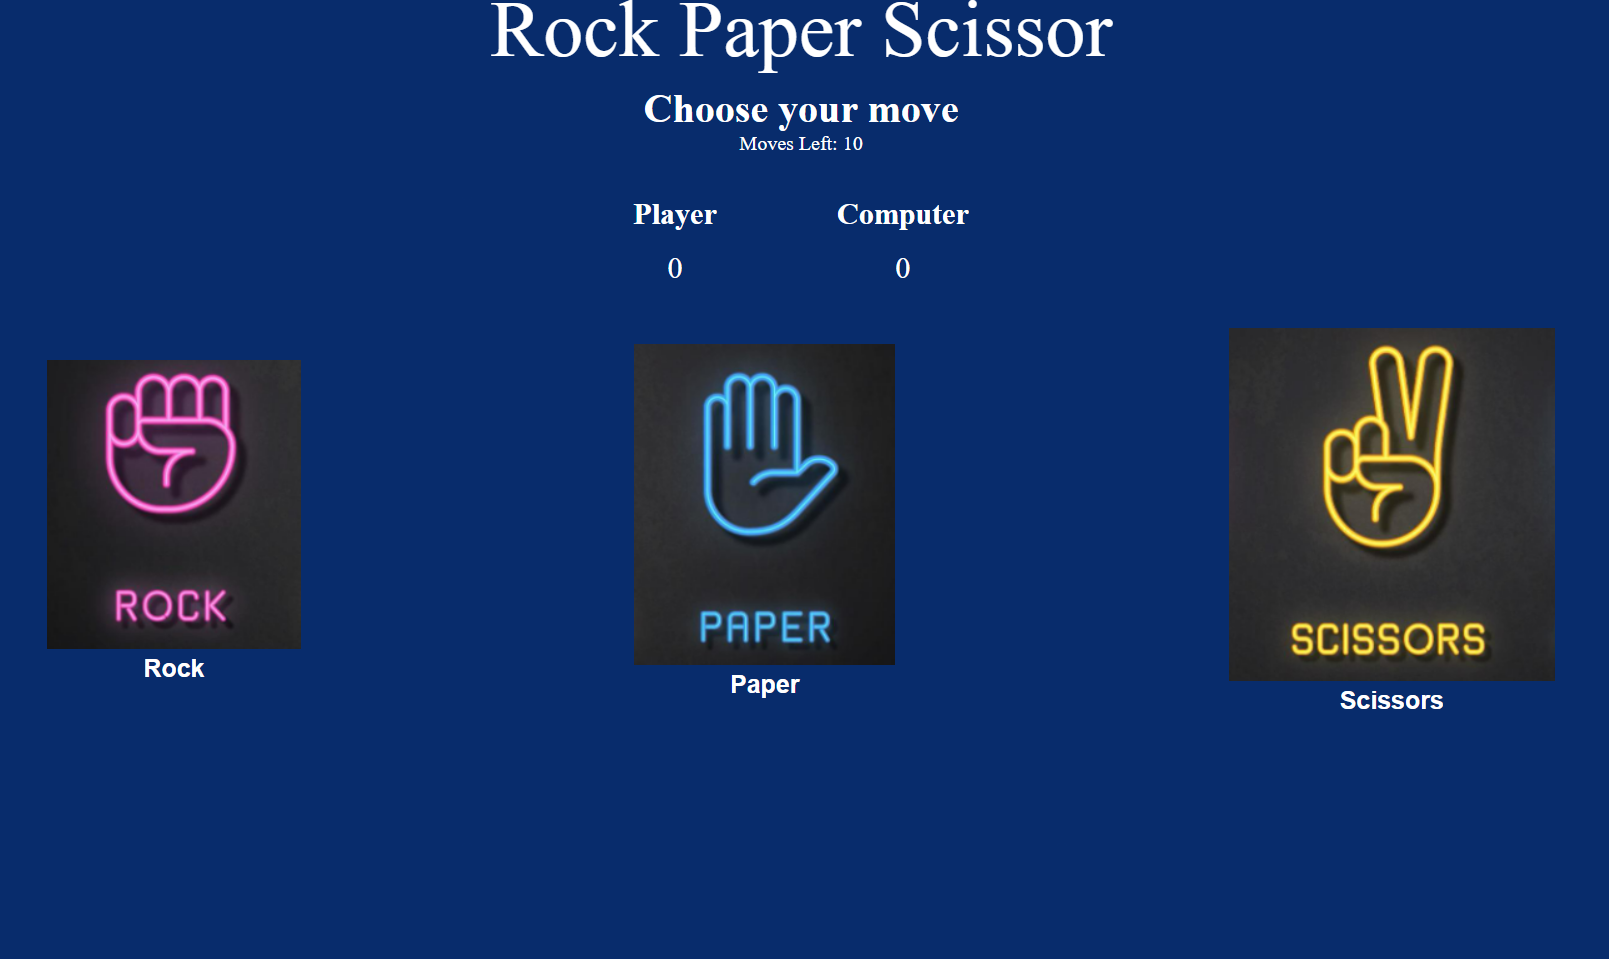 Rock Paper Scissor
Choose your move
Moves Left: 10
Player Computer
0 0
ROCK
Rock
PAPER
Paper
SCISSORS
Scissors